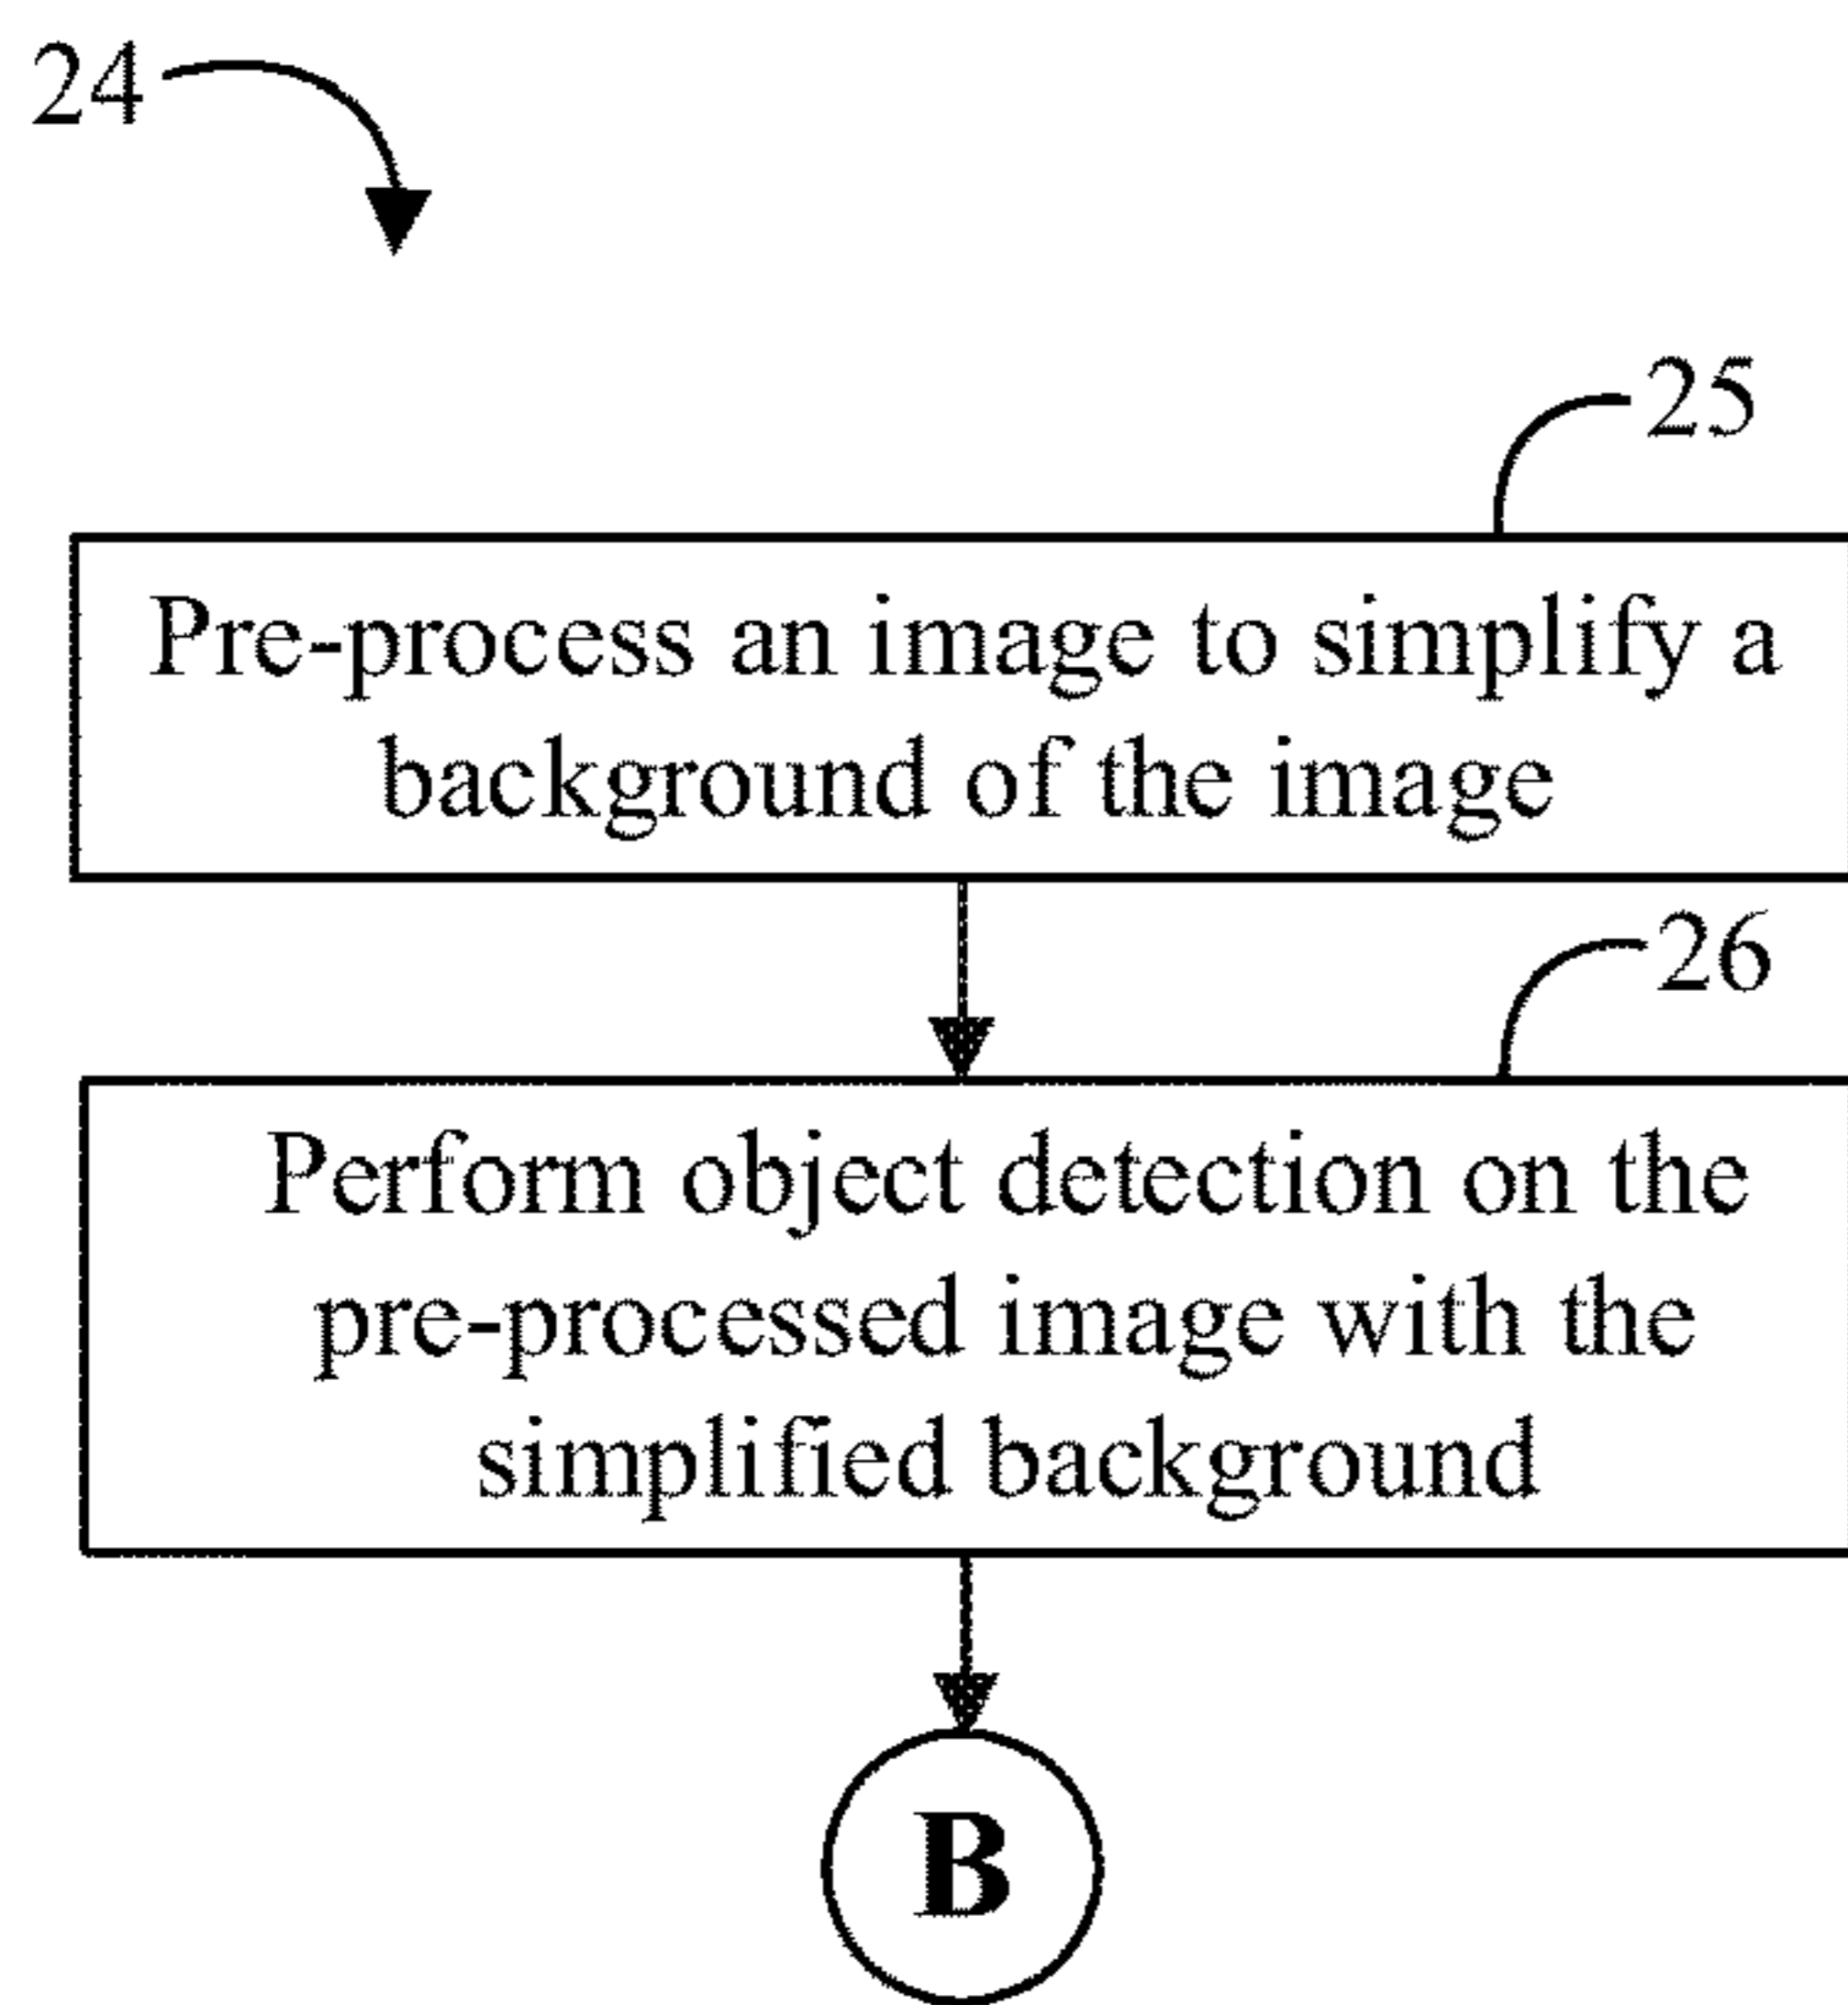 24
25
Pre-process an image to simplify a
background of the image
26
Perform object detection on the
pre-processed image with the
simplified background
B